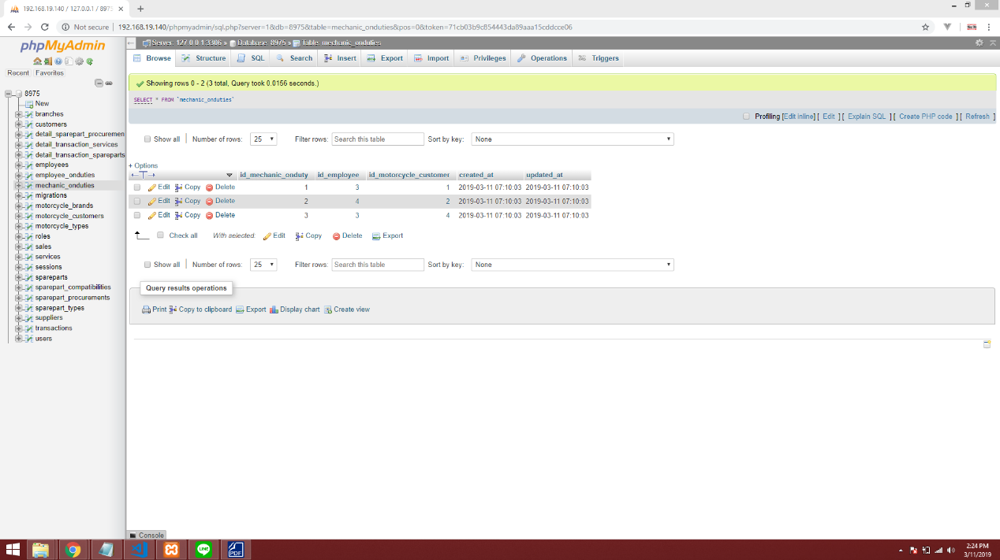 192.168.19.140 / 127.0.0.1 / 8975
Not secure
192.168.19.140/phpmyadmin/sql.php?server=1&db=8975&table=mechanic_onduties&pos=0&token=71cb03b9c854443da89aaa15cddcce06
phpMyAdmin
Recent Favorites
8975
New
branches
customers
detail_sparepart_procuremen
detail_transaction_services
detail_transaction_spareparts
employees
employee_onduties
mechanic_onduties
migrations
motorcycle_brands
motorcycle_customers
motorcycle_types
roles
sales
services
sessions
spareparts
sparepart_compatibilities
sparepart_procurements
sparepart_types
suppliers
transactions
users
Server: 127.0.0.1:3306 » Database: 8975 » Table: mechanic_onduties
Browse Structure SQL Search Insert Export Import Privileges Operations Triggers
Showing rows 0 - 2 (3 total, Query took 0.0156 seconds.)
SELECT * FROM `mechanic_onduties`
Profiling [Edit inline] [ Edit ] [ Explain SQL ] [ Create PHP code ] [ Refresh ]
Show all Number of rows: 25 Filter rows: Search this table Sort by key: None
+ Options
id_mechanic_onduty id_employee id_motorcycle_customer created_at updated_at
Edit Copy Delete 1 3 1 2019-03-11 07:10:03 2019-03-11 07:10:03
Edit Copy Delete 2 4 2 2019-03-11 07:10:03 2019-03-11 07:10:03
Edit Copy Delete 3 3 4 2019-03-11 07:10:03 2019-03-11 07:10:03
Check all With selected: Edit Copy Delete Export
Show all Number of rows: 25 Filter rows: Search this table Sort by key: None
Query results operations
Print Copy to clipboard Export Display chart Create view
Console
LINE
PDF
2:24 PM
3/11/2019